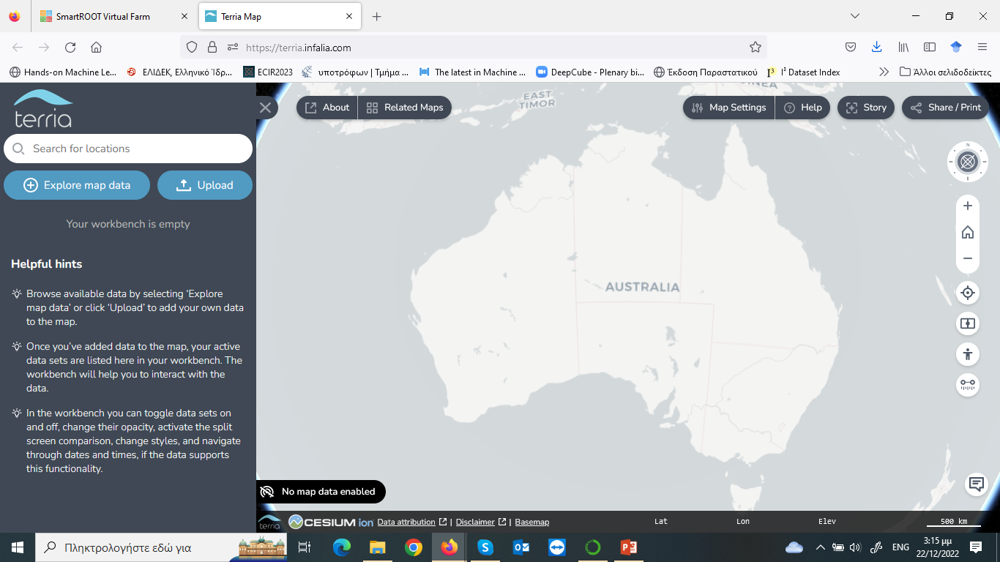 SmartROOT Virtual Farm
Terria Map
https://terria.infalia.com
Hands-on Machine Le...
ΕΛΙΔΕΚ, Ελληνικό Ίδρ...
ECIR2023
υποτρόφων | Τμήμα ...
The latest in Machine ...
DeepCube - Plenary bi...
Έκδοση Παραστατικού
I³ Dataset Index
Άλλοι σελιδοδείκτες
terria
Search for locations
Explore map data
Upload
Your workbench is empty
Helpful hints
Browse available data by selecting ‘Explore
map data’ or click ‘Upload’ to add your own data
to the map.
Once you’ve added data to the map, your active
data sets are listed here in your workbench. The
workbench will help you to interact with the
data.
In the workbench you can toggle data sets on
and off, change their opacity, activate the split
screen comparison, change styles, and navigate
through dates and times, if the data supports
this functionality.
About
Related Maps
Map Settings
Help
Story
Share / Print
EAST
TIMOR
N
AUSTRALIA
No map data enabled
terria CESIUM ion Data attribution | Disclaimer | Basemap
Lat
Lon
Elev
500 km
Πληκτρολογήστε εδώ για
ENG
3:15 μμ
22/12/2022